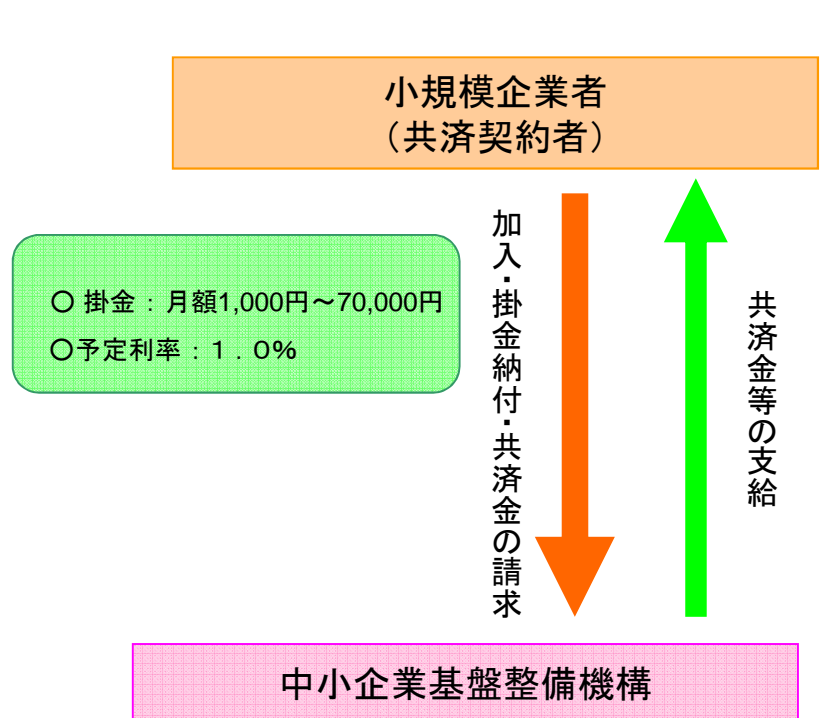 小規模企業者
（共済契約者）
〇 掛金：月額1,000円～70,000円
〇予定利率：１．０％
加入・掛金納付・共済金の請求
共済金等の支給
中小企業基盤整備機構